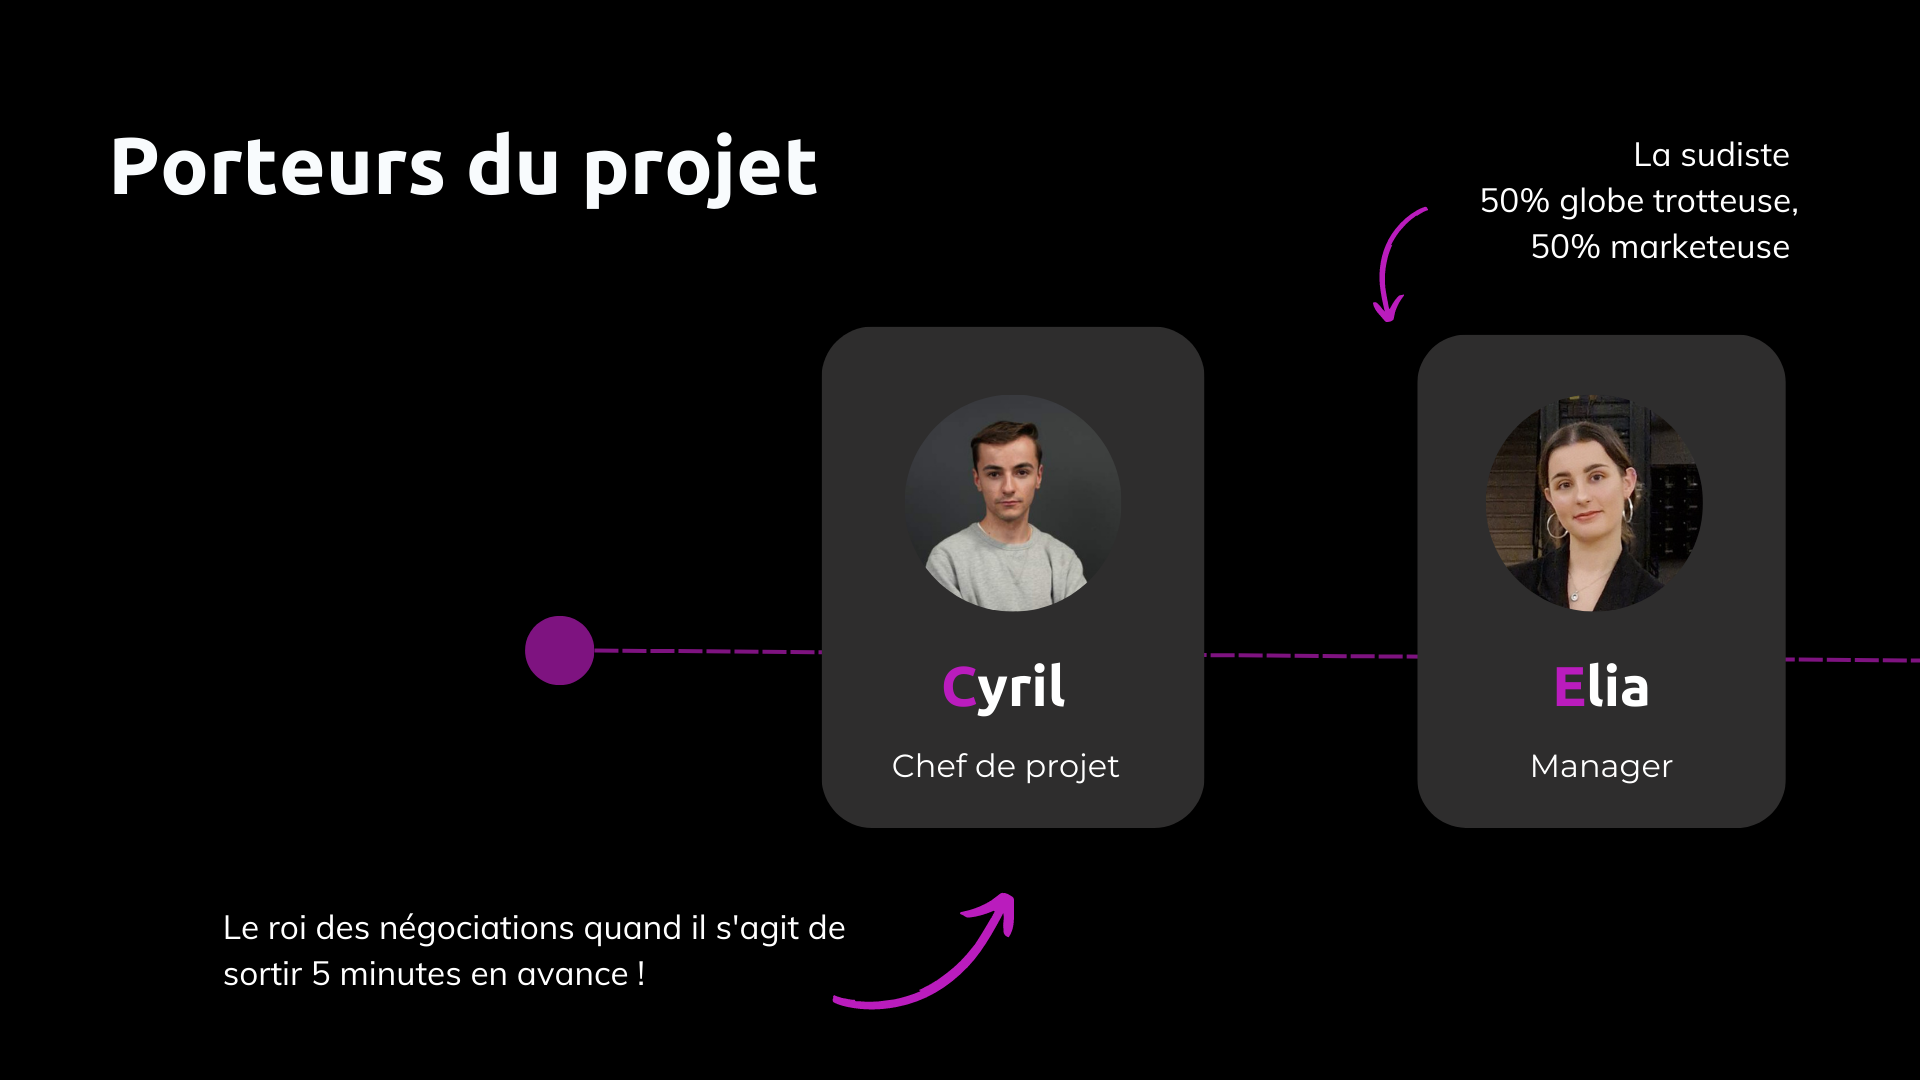 Porteurs du projet
La sudiste
50% globe trotteuse,
50% marketeuse
Cyril
Chef de projet
Elia
Manager
Le roi des négociations quand il s'agit de
sortir 5 minutes en avance !